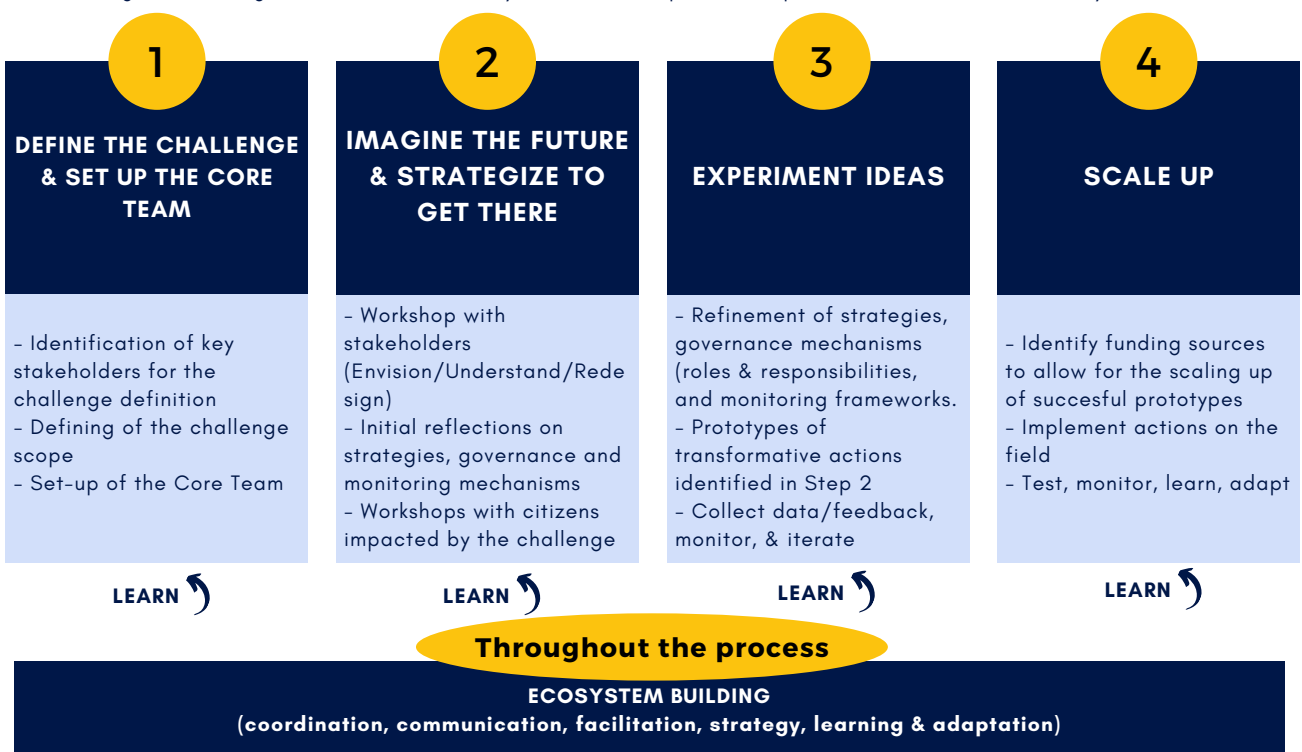 1
DEFINE THE CHALLENGE
& SET UP THE CORE
TEAM
- Identification of key
stakeholders for the
challenge definition
- Defining of the challenge
scope
- Set-up of the Core Team
LEARN
2
IMAGINE THE FUTURE
& STRATEGIZE TO
GET THERE
- Workshop with
stakeholders
(Envision/Understand/Rede
sign)
- Initial reflections on
strategies, governance and
monitoring mechanisms
- Workshops with citizens
impacted by the challenge
LEARN
3
EXPERIMENT IDEAS
- Refinement of strategies,
governance mechanisms
(roles & responsibilities,
and monitoring frameworks.
- Prototypes of
transformative actions
identified in Step 2
- Collect data/feedback,
monitor, & iterate
LEARN
4
SCALE UP
- Identify funding sources
to allow for the scaling up
of succesful prototypes
- Implement actions on the
field
- Test, monitor, learn, adapt
LEARN
Throughout the process
ECOSYSTEM BUILDING
(coordination, communication, facilitation, strategy, learning & adaptation)